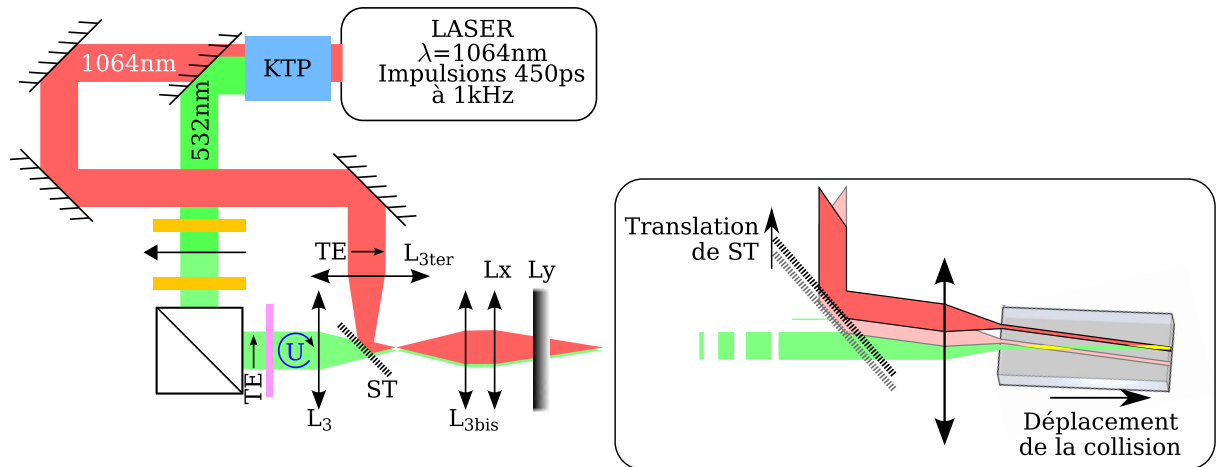 LASER
λ=1064nm
Impulsions 450ps
à 1kHz
KTP
1064nm
532nm
TE
L3ter
Lx
Ly
U
TE
ST
L3
L3bis
Translation
de ST
Déplacement
de la collision